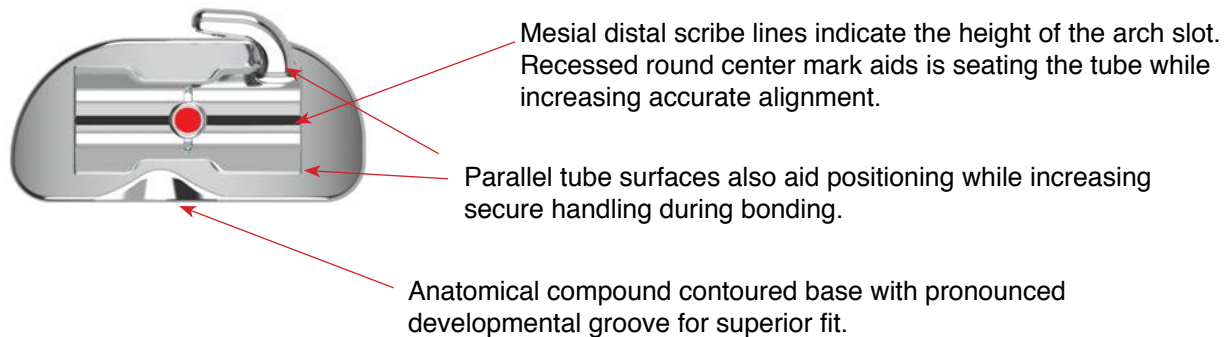 Mesial distal scribe lines indicate the height of the arch slot.
Recessed round center mark aids is seating the tube while
increasing accurate alignment.
Parallel tube surfaces also aid positioning while increasing
secure handling during bonding.
Anatomical compound contoured base with pronounced
developmental groove for superior fit.